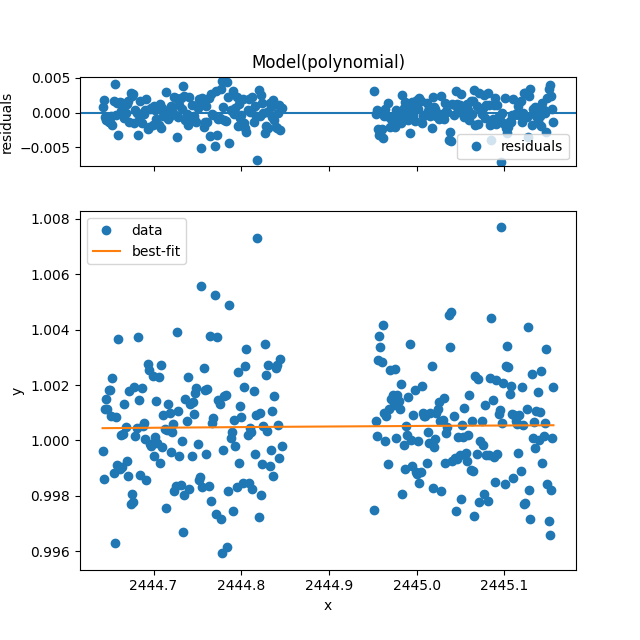 Model(polynomial)
0.005
0.000
−0.005
residuals
residuals
1.008
1.006
1.004
1.002
1.000
0.998
0.996
y
data
best-fit
2444.7
2444.8
2444.9
2445.0
2445.1
x